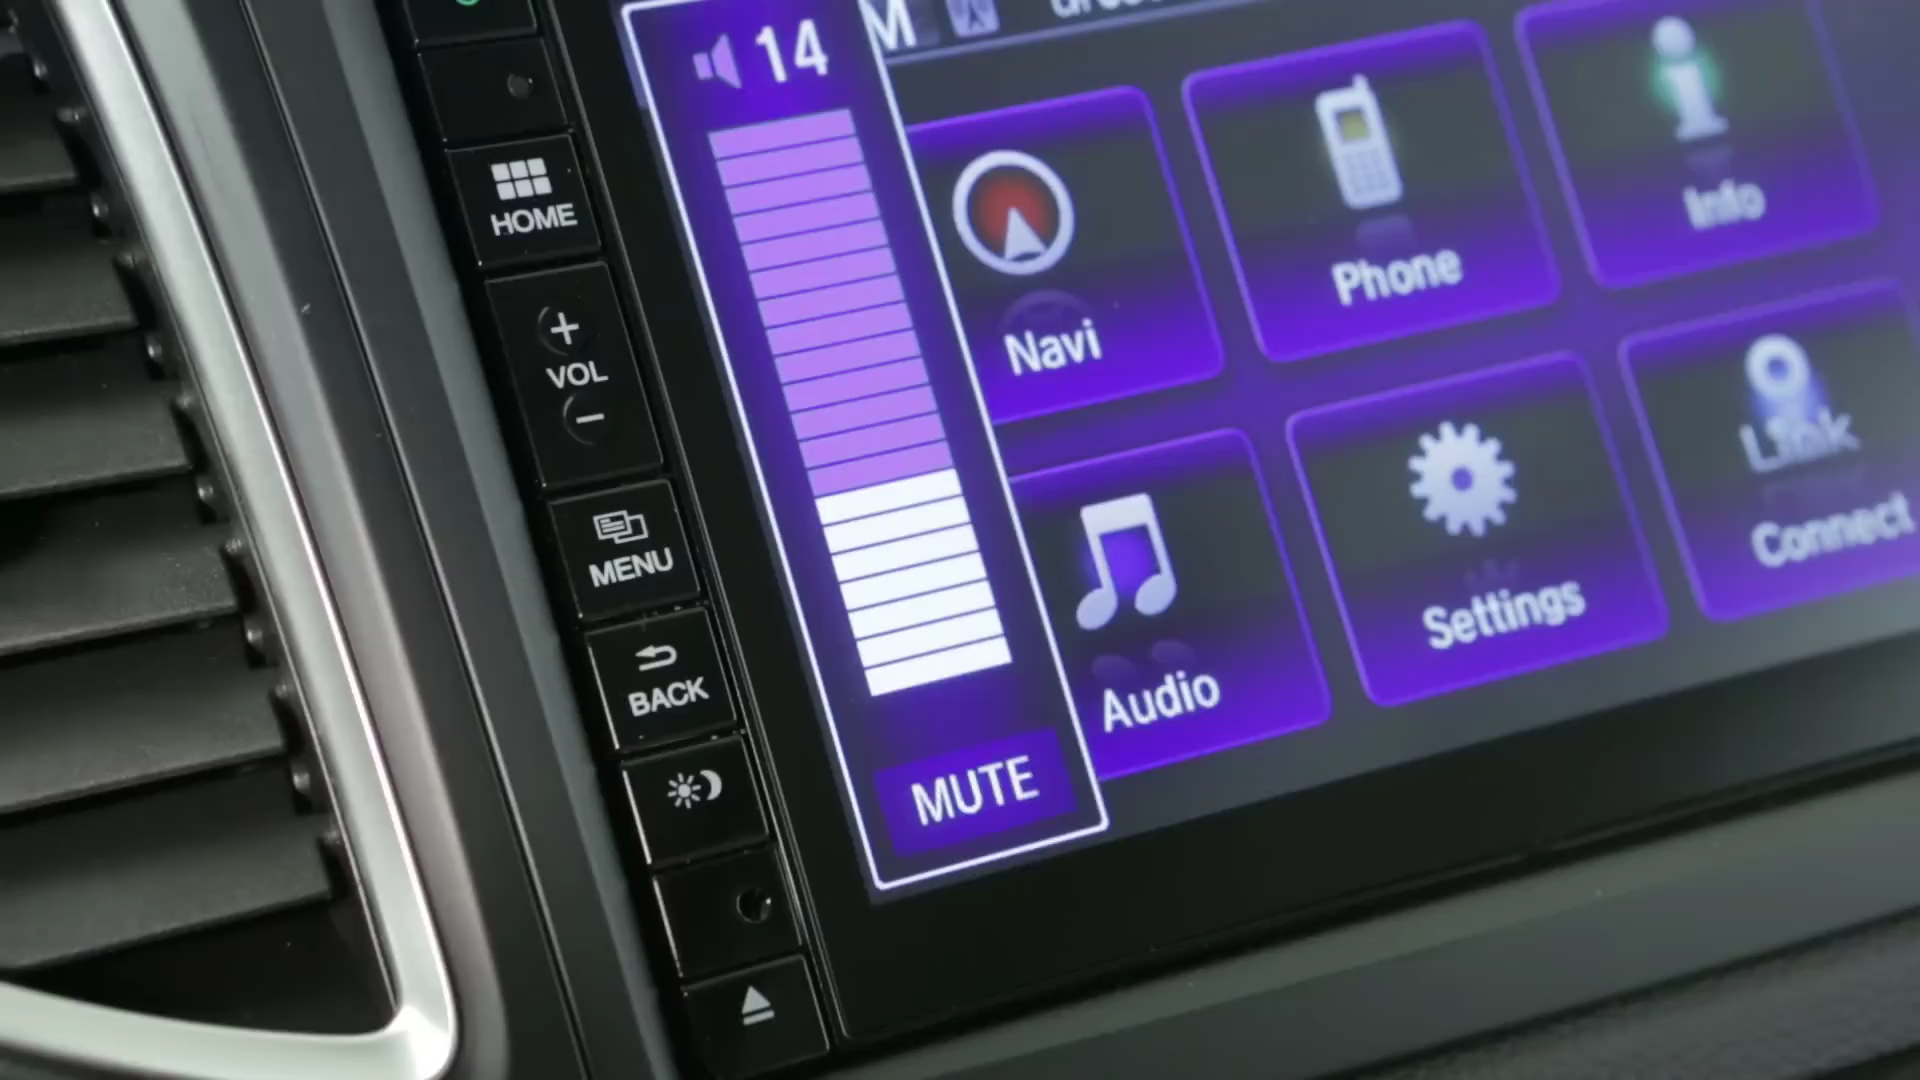 14
M
HOME
+
VOL
−
MENU
BACK
Navi
Phone
Info
Audio
Settings
Link
Connect
MUTE